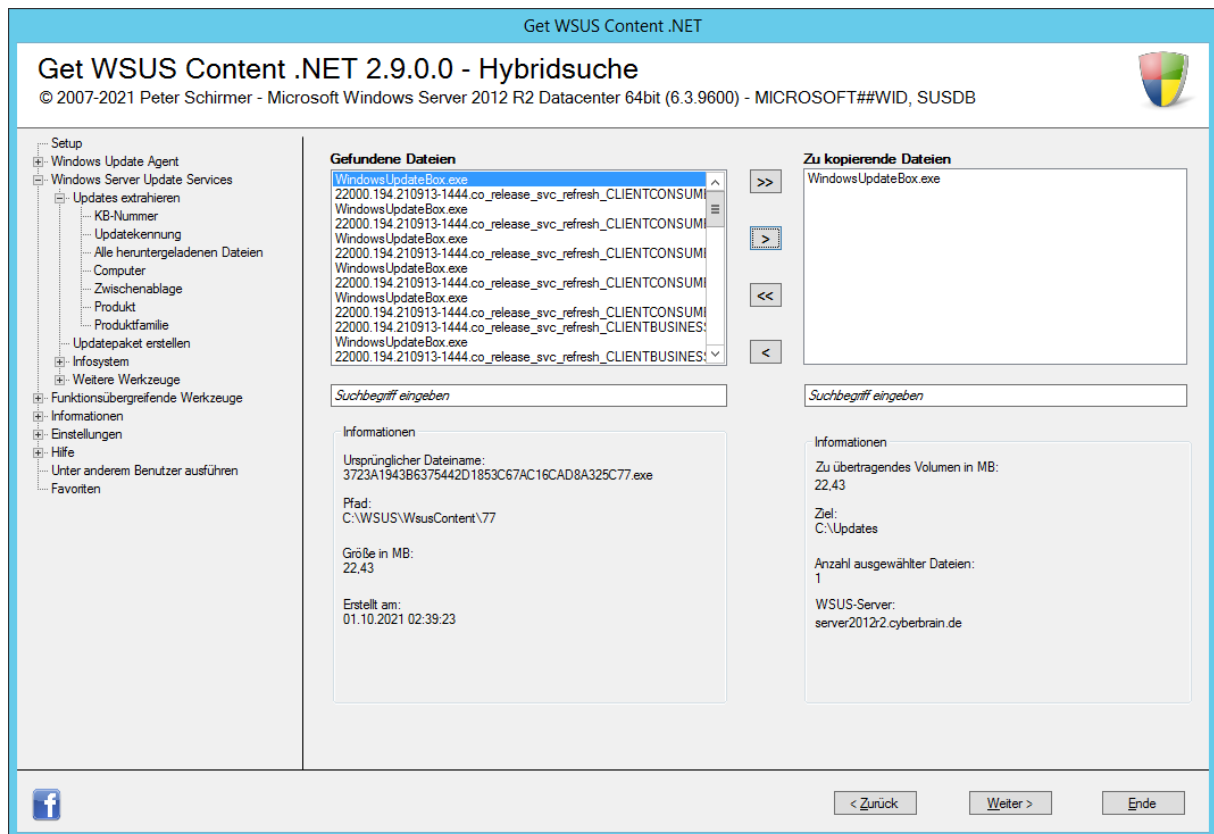 Get WSUS Content .NET
Get WSUS Content .NET 2.9.0.0 - Hybridsuche
© 2007-2021 Peter Schirmer - Microsoft Windows Server 2012 R2 Datacenter 64bit (6.3.9600) - MICROSOFT##WID, SUSDB
Setup
Windows Update Agent
Windows Server Update Services
Updates extrahieren
KB-Nummer
Updatekennung
Alle heruntergeladenen Dateien
Computer
Zwischenablage
Produkt
Produktfamilie
Updatepaket erstellen
Infosystem
Weitere Werkzeuge
Funktionsübergreifende Werkzeuge
Informationen
Einstellungen
Hilfe
Unter anderem Benutzer ausführen
Favoriten
Gefundene Dateien
WindowsUpdateBox.exe
22000.194.210913-1444.co_release_svc_refresh_CLIENTCONSUMI
WindowsUpdateBox.exe
22000.194.210913-1444.co_release_svc_refresh_CLIENTCONSUMI
WindowsUpdateBox.exe
22000.194.210913-1444.co_release_svc_refresh_CLIENTCONSUMI
WindowsUpdateBox.exe
22000.194.210913-1444.co_release_svc_refresh_CLIENTCONSUMI
WindowsUpdateBox.exe
22000.194.210913-1444.co_release_svc_refresh_CLIENTCONSUMI
22000.194.210913-1444.co_release_svc_refresh_CLIENTBUSINESS
WindowsUpdateBox.exe
22000.194.210913-1444.co_release_svc_refresh_CLIENTBUSINESS
Suchbegriff eingeben
Informationen
Ursprünglicher Dateiname:
3723A1943B6375442D1853C67AC16CAD8A325C77.exe
Pfad:
C:\WSUS\WsusContent\77
Größe in MB:
22,43
Erstellt am:
01.10.2021 02:39:23
>>
>
<<
<
Zu kopierende Dateien
WindowsUpdateBox.exe
Suchbegriff eingeben
Informationen
Zu übertragendes Volumen in MB:
22,43
Ziel:
C:\Updates
Anzahl ausgewählter Dateien:
1
WSUS-Server:
server2012r2.cyberbrain.de
f
< Zurück
Weiter >
Ende